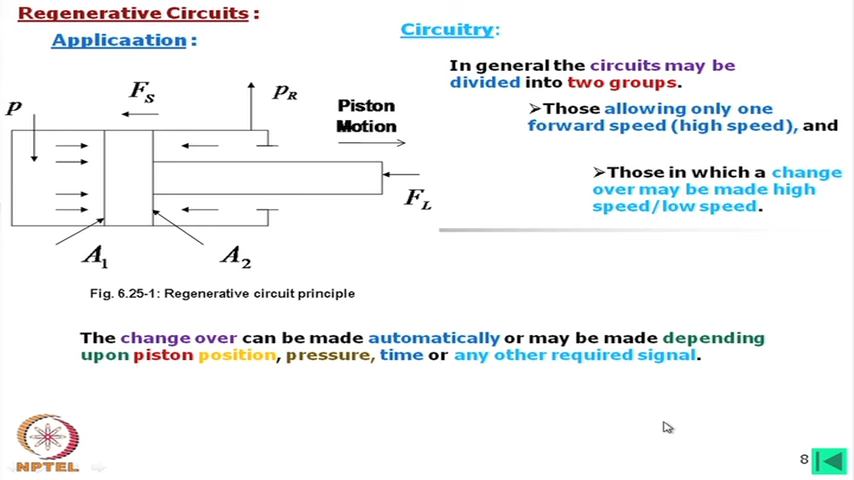 Regenerative Circuits :
Applicaation :
Circuitry:
In general the circuits may be
divided into two groups.
➢Those allowing only one
forward speed (high speed), and
➢Those in which a change
over may be made high
speed/low speed.
p
F_S
p_R
Piston
Motion
F_L
A_1
A_2
Fig. 6.25-1: Regenerative circuit principle
The change over can be made automatically or may be made depending
upon piston position, pressure, time or any other required signal.
NPTEL
8